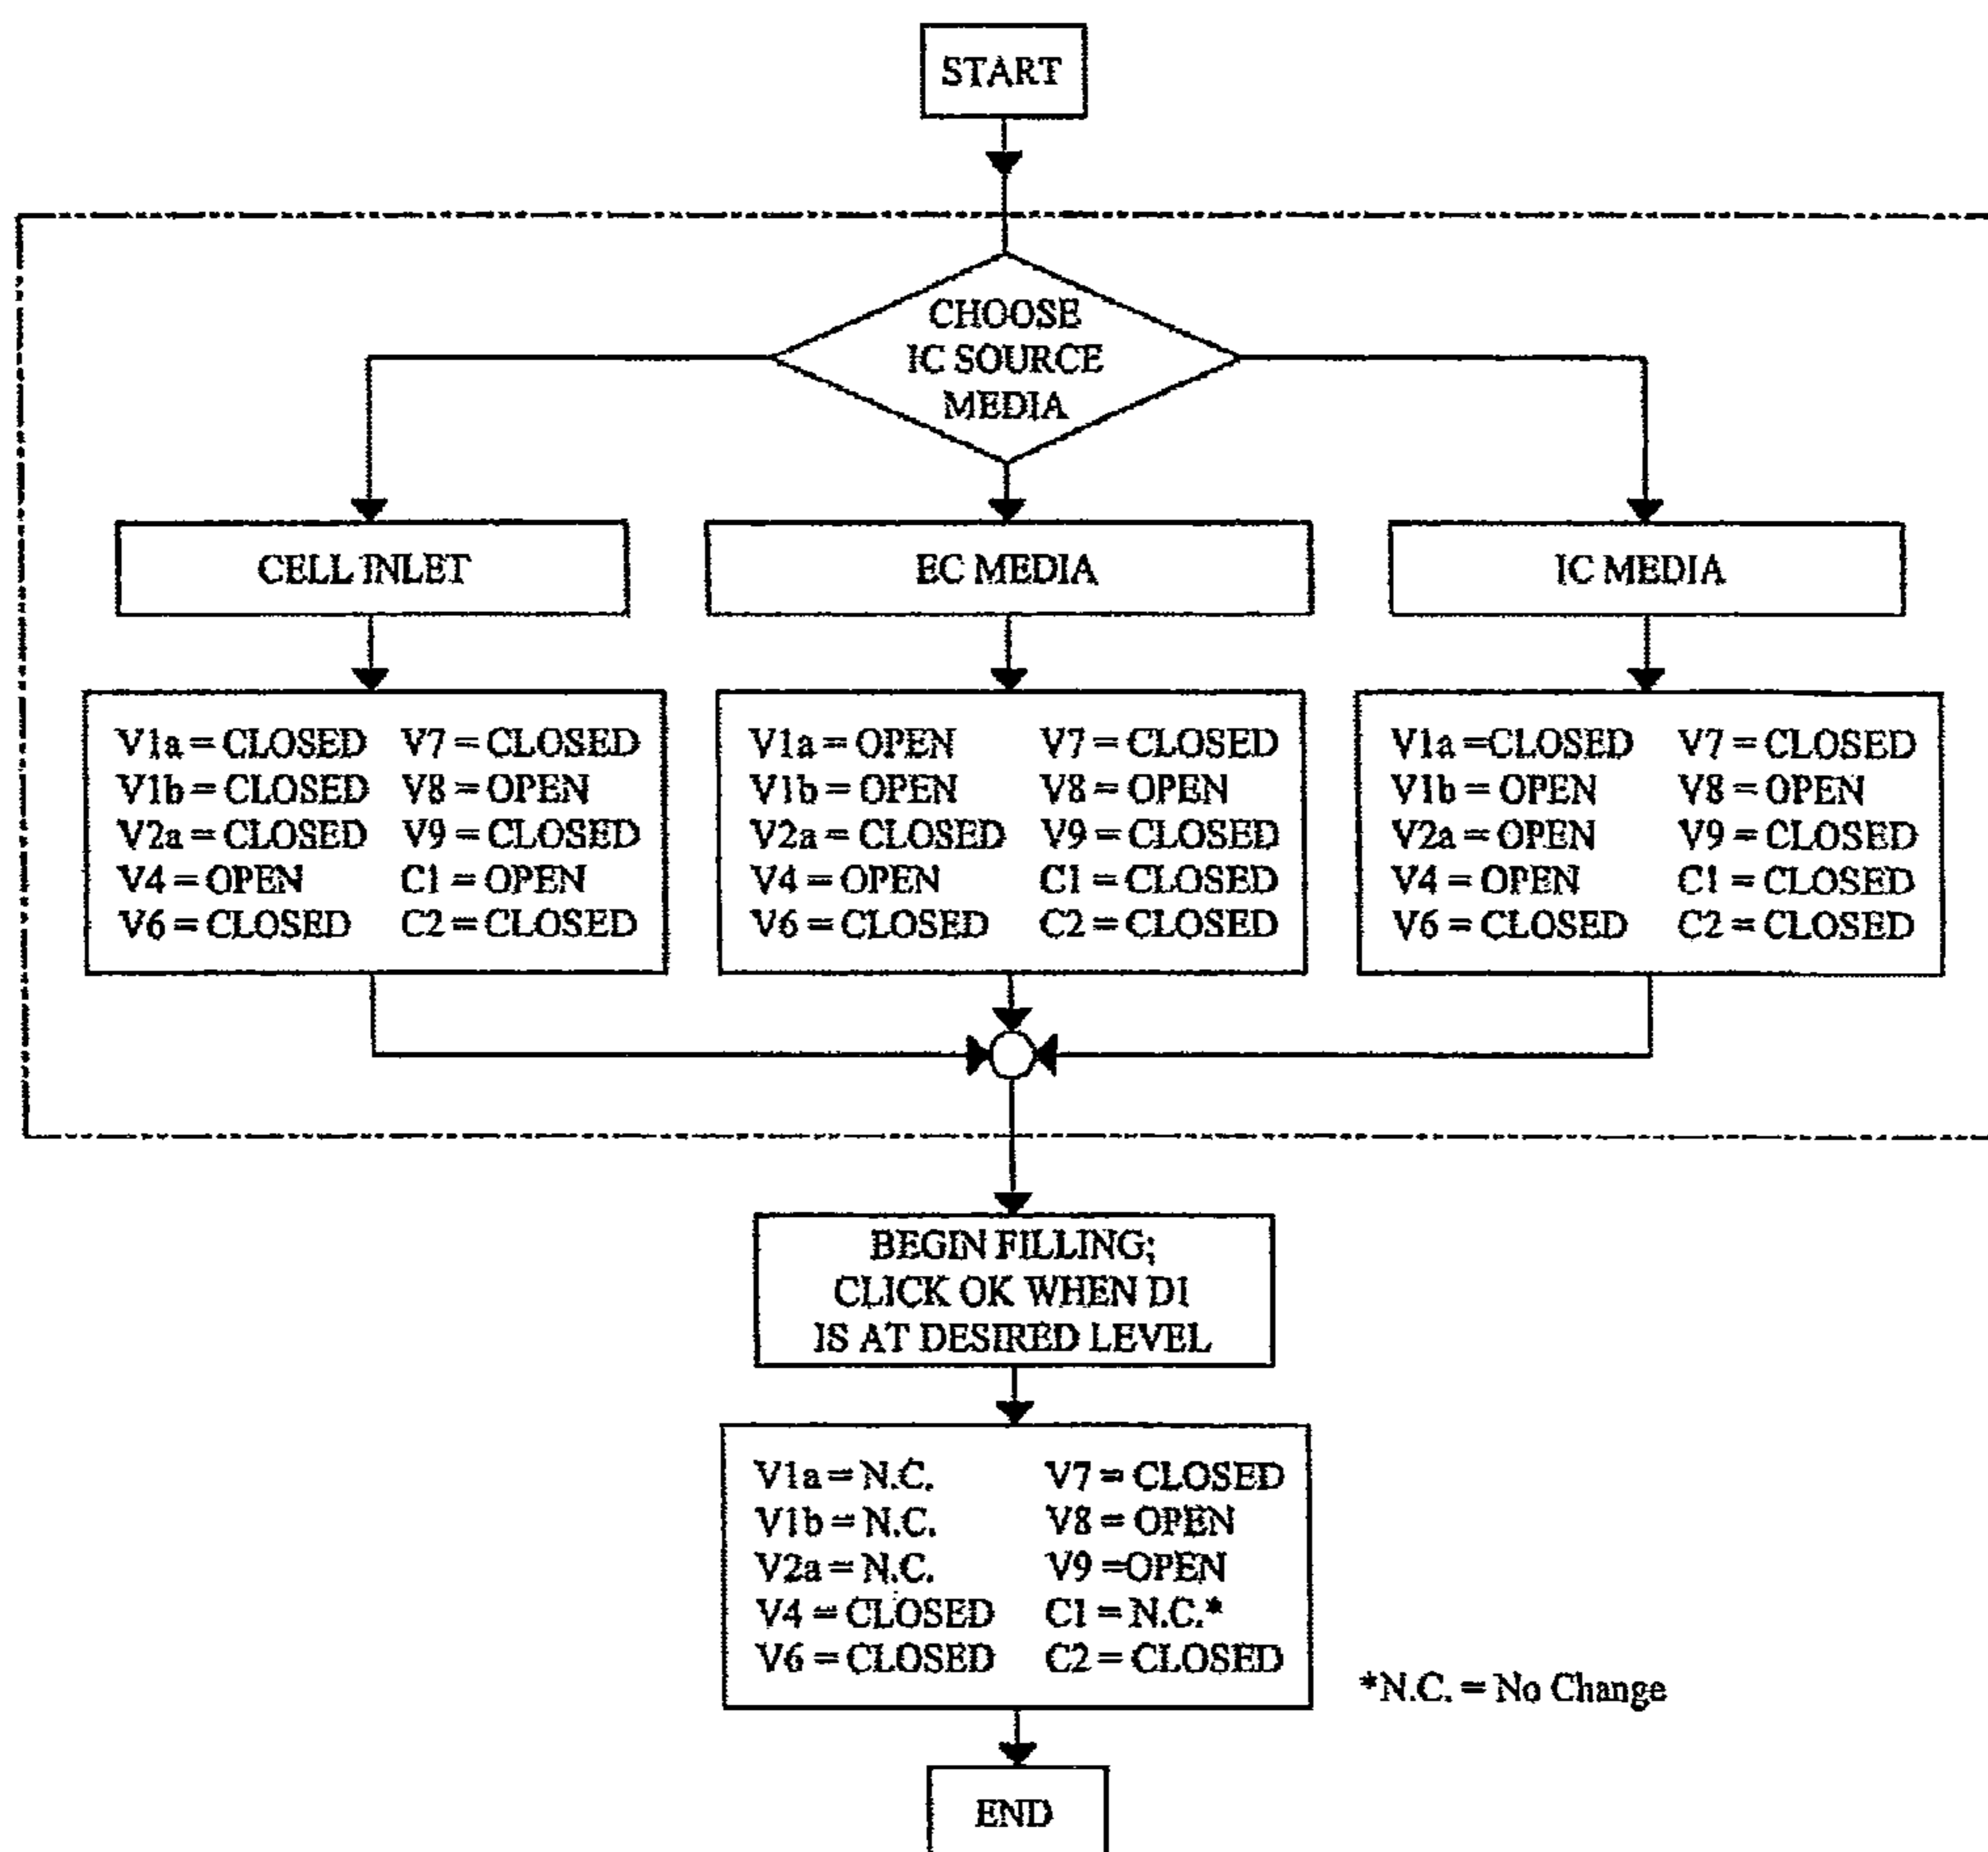 START
CHOOSE
IC SOURCE
MEDIA
CELL INLET
EC MEDIA
IC MEDIA
V1a = CLOSED V7 = CLOSED
V1b = CLOSED V8 = OPEN
V2a = CLOSED V9 = CLOSED
V4 = OPEN C1 = OPEN
V6 = CLOSED C2 = CLOSED
V1a = OPEN V7 = CLOSED
V1b = OPEN V8 = OPEN
V2a = CLOSED V9 = CLOSED
V4 = OPEN C1 = CLOSED
V6 = CLOSED C2 = CLOSED
V1a =CLOSED V7 = CLOSED
V1b = OPEN V8 = OPEN
V2a = OPEN V9 = CLOSED
V4 = OPEN C1 = CLOSED
V6 = CLOSED C2 = CLOSED
BEGIN FILLING;
CLICK OK WHEN D1
IS AT DESIRED LEVEL
V1a = N.C. V7 = CLOSED
V1b = N.C. V8 = OPEN
V2a = N.C. V9 =OPEN
V4 = CLOSED C1 = N.C.*
V6 = CLOSED C2 = CLOSED
*N.C. = No Change
END